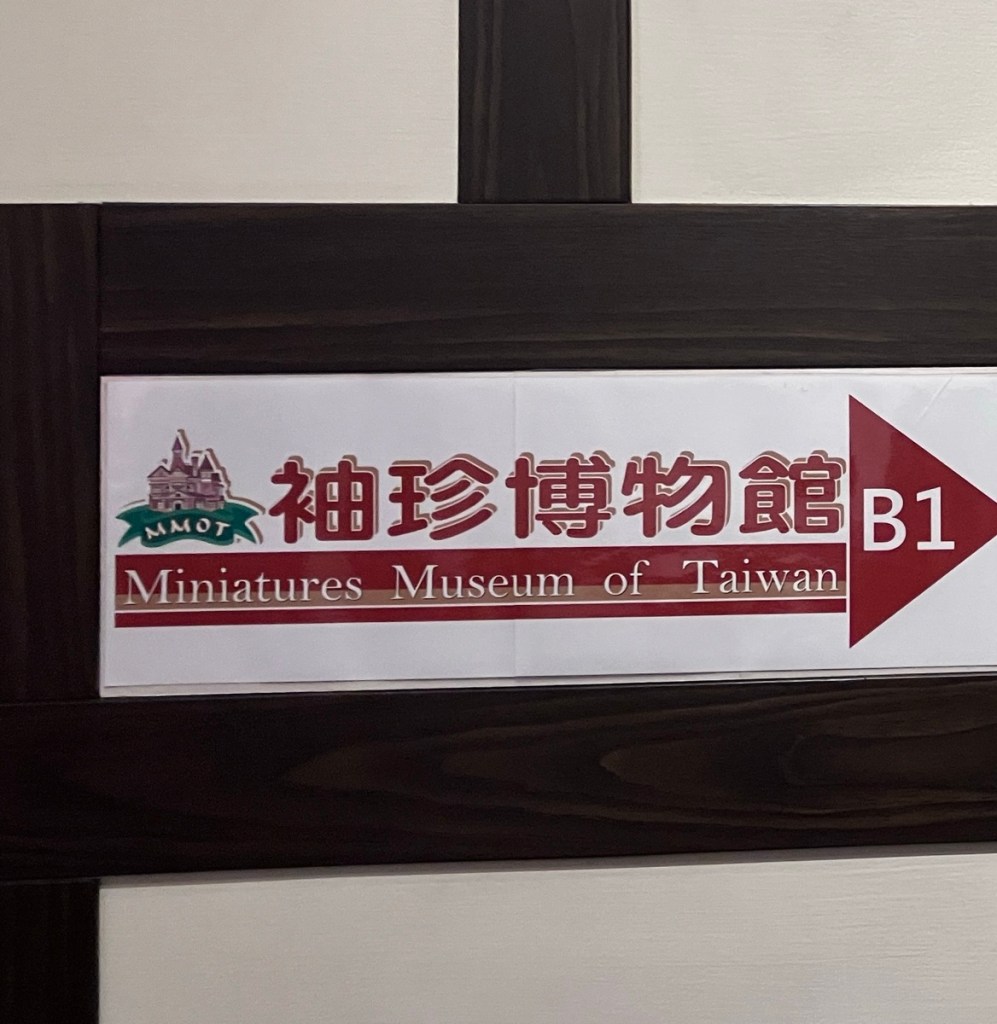 MMOT
袖珍博物館
Miniatures Museum of Taiwan
B1